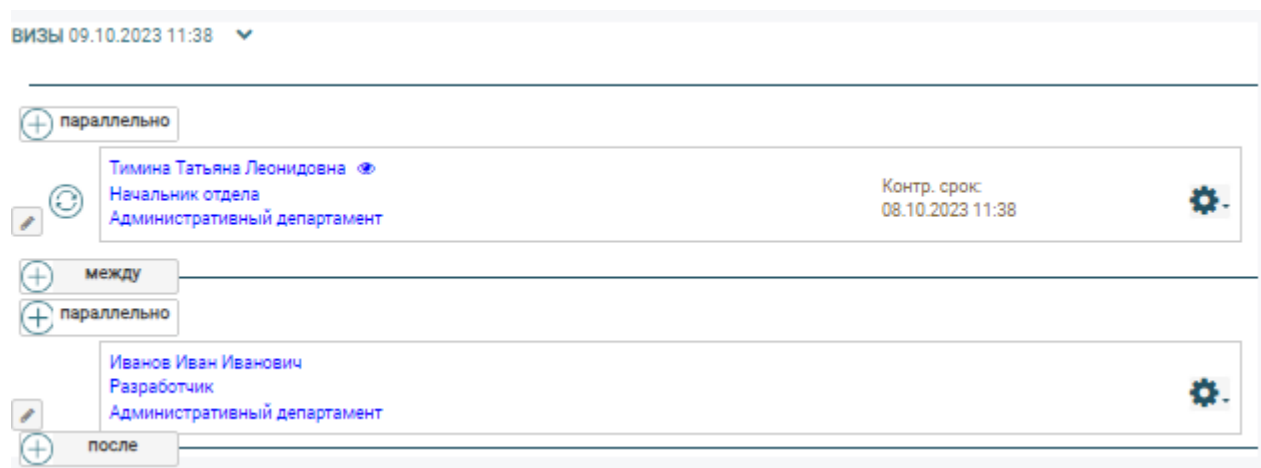 ВИЗЫ 09.10.2023 11:38
параллельно
Тимина Татьяна Леонидовна
Начальник отдела
Административный департамент
Контр. срок:
08.10.2023 11:38
между
параллельно
Иванов Иван Иванович
Разработчик
Административный департамент
после